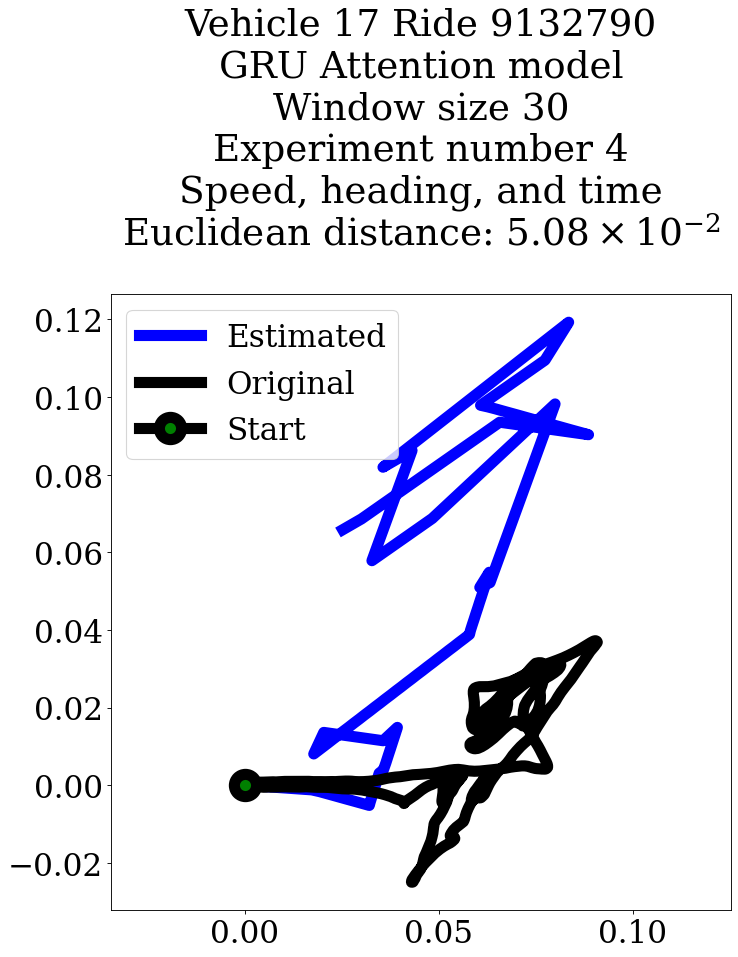 Vehicle 17 Ride 9132790
GRU Attention model
Window size 30
Experiment number 4
Speed, heading, and time
Euclidean distance: 5.08 × 10⁻²
Estimated
Original
Start
0.12
0.10
0.08
0.06
0.04
0.02
0.00
−0.02
0.00 0.05 0.10